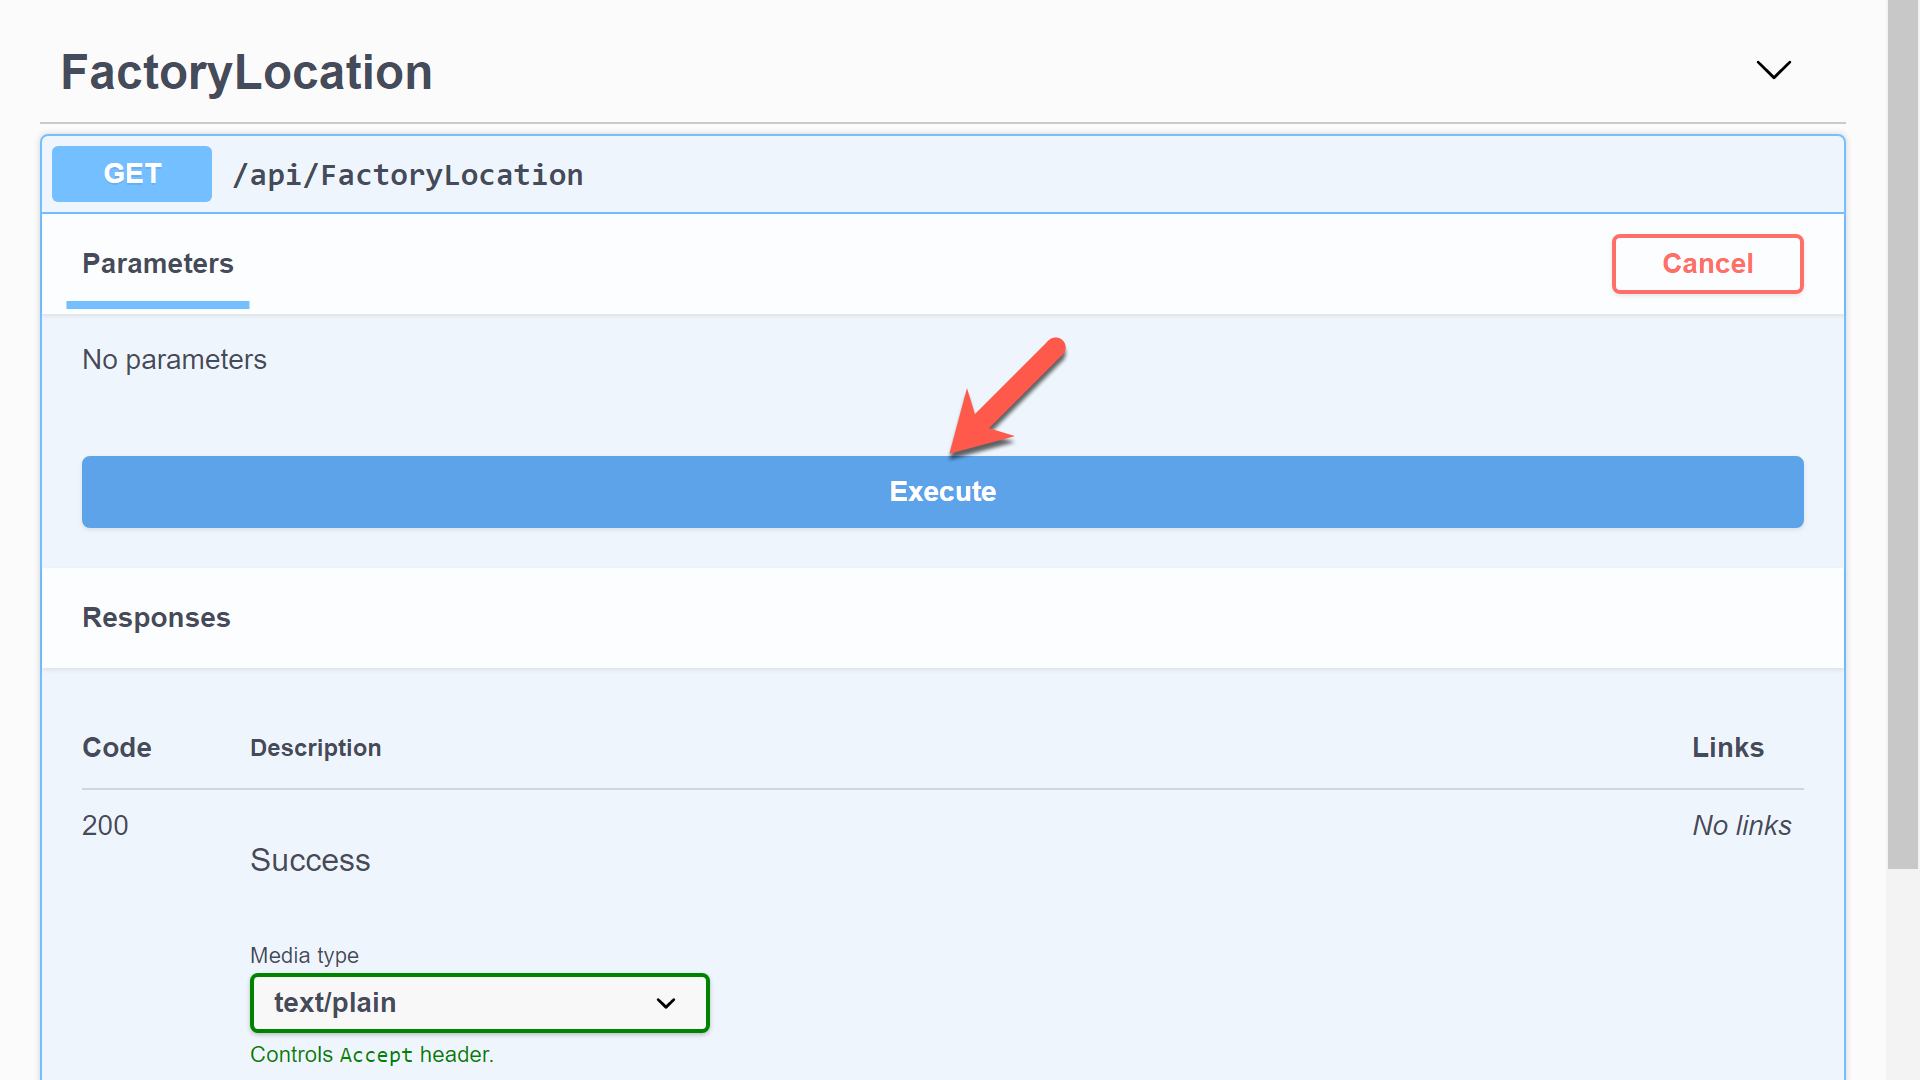 FactoryLocation
GET /api/FactoryLocation
Parameters Cancel
No parameters
Execute
Responses
Code Description Links
200 No links
Success
Media type
text/plain
Controls Accept header.